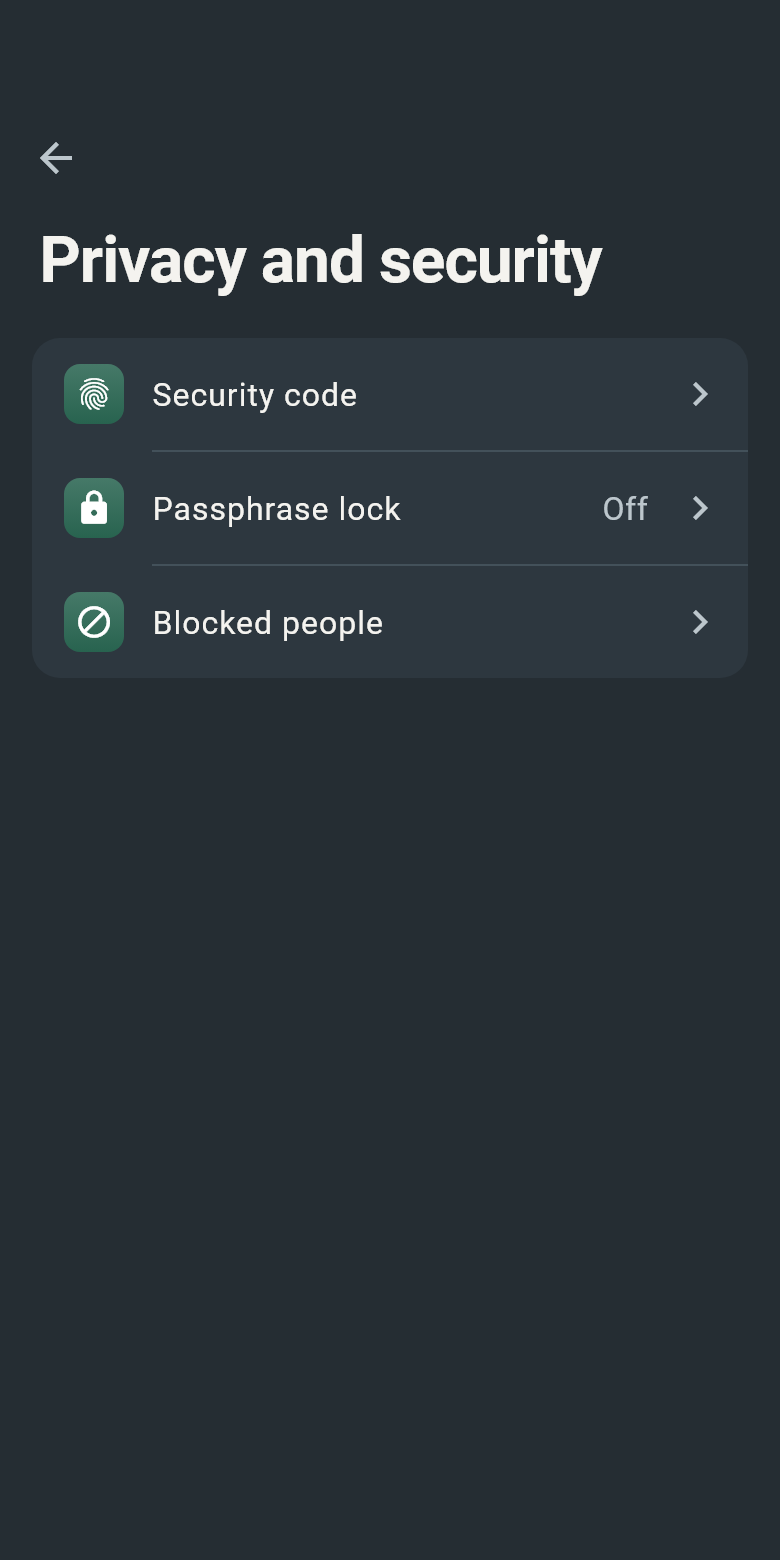 Privacy and security
Security code
Passphrase lock Off
Blocked people